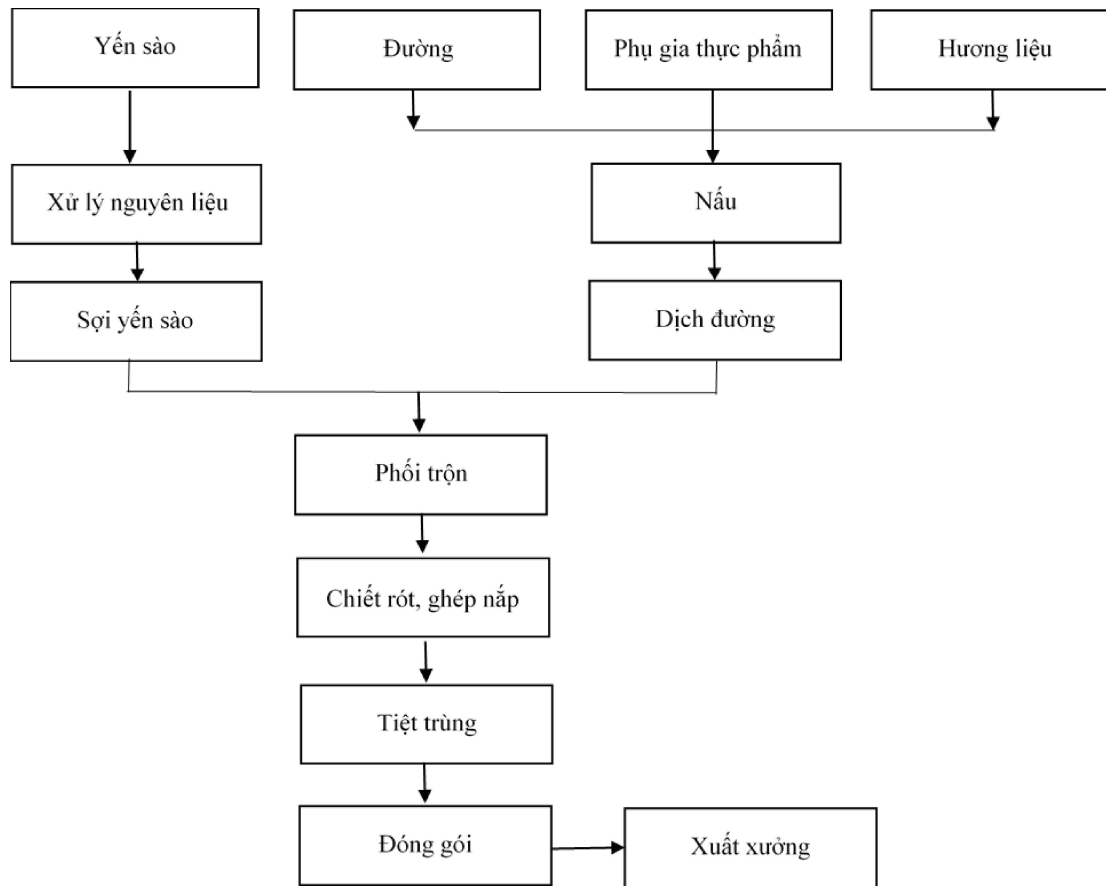 Yến sào
Đường
Phụ gia thực phẩm
Hương liệu
Xử lý nguyên liệu
Nấu
Sợi yến sào
Dịch đường
Phối trộn
Chiết rót, ghép nắp
Tiệt trùng
Đóng gói
Xuất xưởng